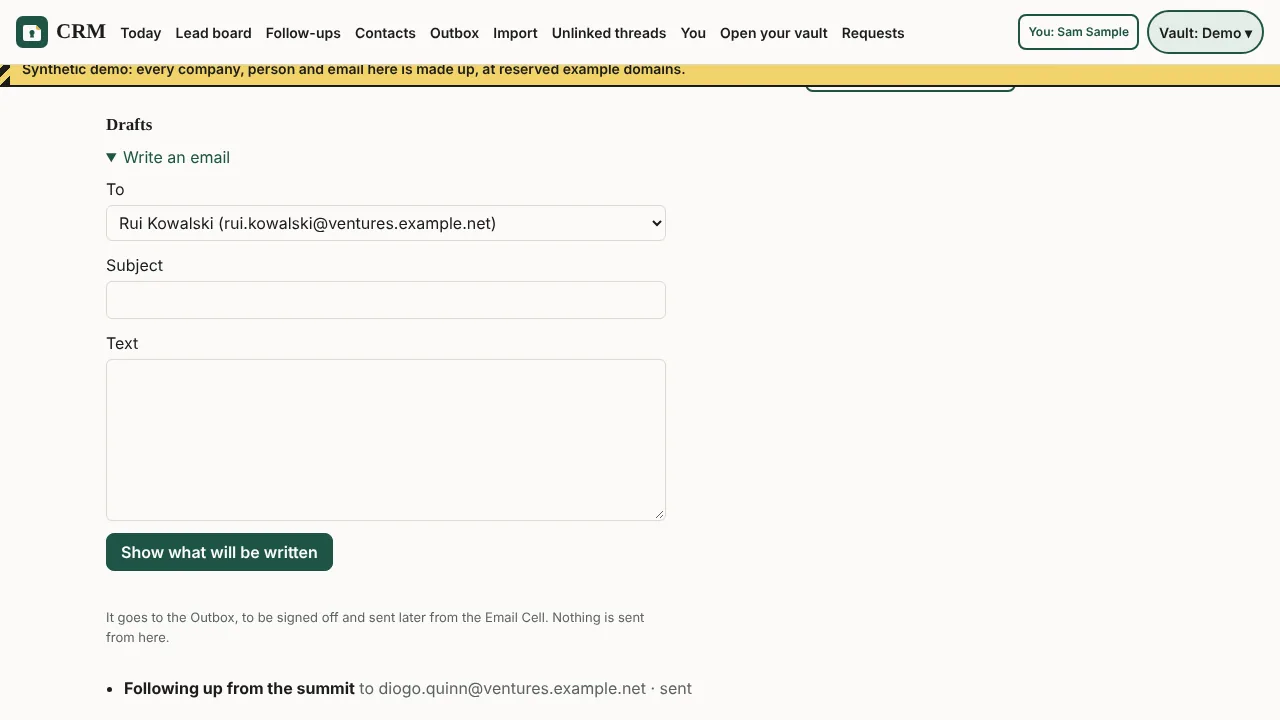 CRM Today Lead board Follow-ups Contacts Outbox Import Unlinked threads You Open your vault Requests You: Sam Sample Vault: Demo ▾
Synthetic demo: every company, person and email here is made up, at reserved example domains.
Drafts
▼ Write an email
To
Rui Kowalski (rui.kowalski@ventures.example.net)
Subject
Text
Show what will be written
It goes to the Outbox, to be signed off and sent later from the Email Cell. Nothing is sent
from here.
• Following up from the summit to diogo.quinn@ventures.example.net · sent